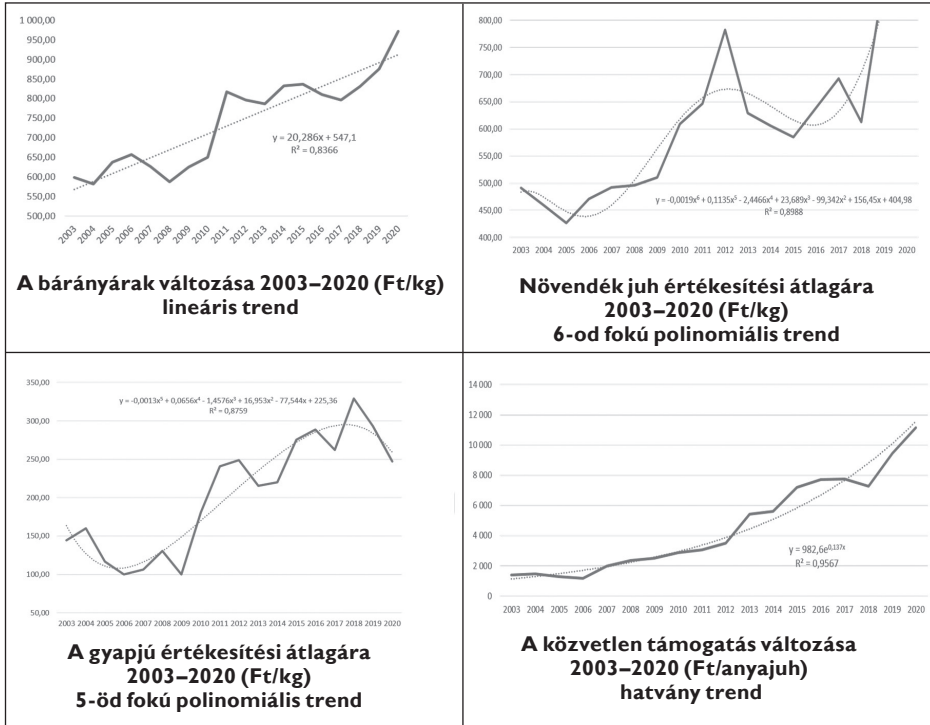 1 000,00
950,00
900,00
850,00
800,00
750,00
700,00
650,00
600,00
550,00
500,00
y = 20,286x + 547,1
R² = 0,8366
2003 2004 2005 2006 2007 2008 2009 2010 2011 2012 2013 2014 2015 2016 2017 2018 2019 2020
A bárányárak változása 2003–2020 (Ft/kg)
lineáris trend
800,00
750,00
700,00
650,00
600,00
550,00
500,00
450,00
400,00
y = -0,0019x⁶ + 0,1135x⁵ - 2,4466x⁴ + 23,689x³ - 99,342x² + 156,45x + 404,98
R² = 0,8988
2003 2004 2005 2006 2007 2008 2009 2010 2011 2012 2013 2014 2015 2016 2017 2018 2019 2020
Növendék juh értékesítési átlagára
2003–2020 (Ft/kg)
6-od fokú polinomiális trend
350,00
300,00
250,00
200,00
150,00
100,00
50,00
y = -0,0013x⁵ + 0,0656x⁴ - 1,4576x³ + 16,953x² - 77,544x + 225,36
R² = 0,8759
2003 2004 2005 2006 2007 2008 2009 2010 2011 2012 2013 2014 2015 2016 2017 2018 2019 2020
A gyapjú értékesítési átlagára
2003–2020 (Ft/kg)
5-öd fokú polinomiális trend
14 000
12 000
10 000
8 000
6 000
4 000
2 000
0
y = 982,6e⁰,¹³⁷ˣ
R² = 0,9567
2003 2004 2005 2006 2007 2008 2009 2010 2011 2012 2013 2014 2015 2016 2017 2018 2019 2020
A közvetlen támogatás változása
2003–2020 (Ft/anyajuh)
hatvány trend